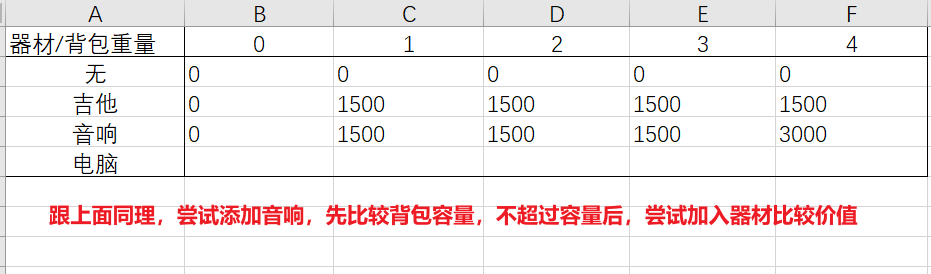 A B C D E F
器材/背包重量 0 1 2 3 4
无 0 0 0 0 0
吉他 0 1500 1500 1500 1500
音响 0 1500 1500 1500 3000
电脑
跟上面同理，尝试添加音响，先比较背包容量，不超过容量后，尝试加入器材比较价值